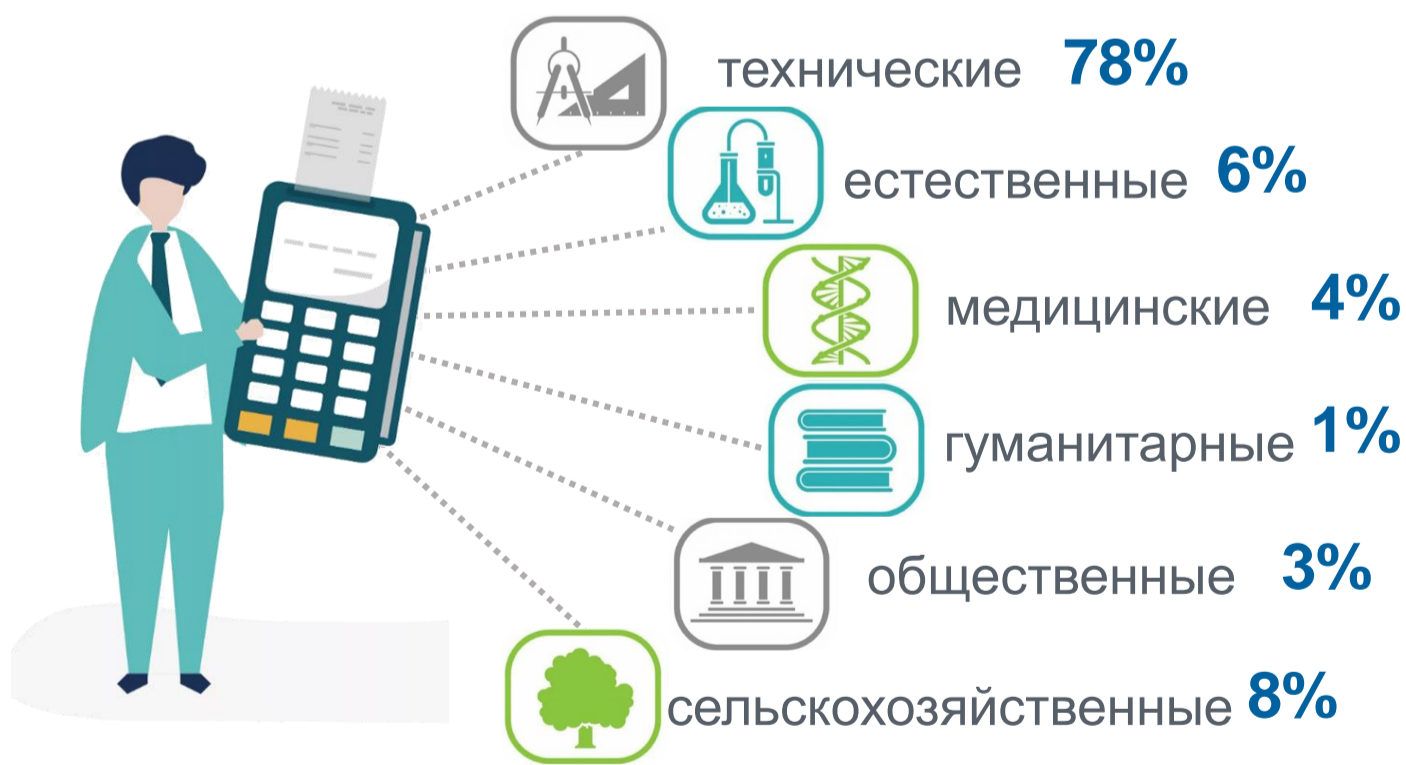 технические 78%
естественные 6%
медицинские 4%
гуманитарные 1%
общественные 3%
сельскохозяйственные 8%